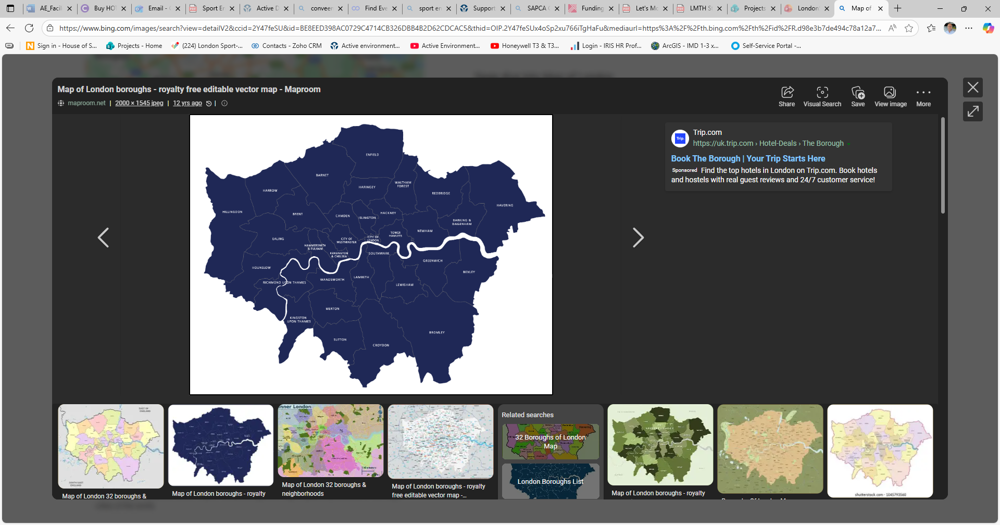 AE_Facil
Buy HO
Email -
Sport Er
Active D
conveer
Find Eve
sport en
Support
SAPCA
Funding
Let's Mo
LMTH S
Projects
London
Map of
https://www.bing.com/images/search?view=detailV2&ccid=2Y47feSU&id=BE8EED398AC0729C4714CB326DBB4B2D62CDCAC5&thid=OIP.2Y47feSUx4oSp2xu766iTgHaFu&mediaurl=https%3A%2F%2Fth.bing.com%2Fth%2Fid%2FR.d98e3b7de494c78a12a7...
Sign in - House of S...
Projects - Home
(224) London Sport-...
Contacts - Zoho CRM
Active environment...
Active Environment...
Honeywell T3 & T3...
Login - IRIS HR Prof...
ArcGIS - IMD 1-3 x...
Self-Service Portal -...
Map of London boroughs - royalty free editable vector map - Maproom
maproom.net | 2000 × 1545 jpeg | 12 yrs ago
Share
Visual Search
Save
View image
More
ENFIELD
BARNET
HARINGEY
WALTHAM
FOREST
HARROW
REDBRIDGE
HAVERING
HILLINGDON
BRENT
CAMDEN
ISLINGTON
HACKNEY
BARKING &
DAGENHAM
NEWHAM
TOWER
HAMLETS
EALING
CITY OF
WESTMINSTER
CITY OF
LONDON
HAMMERSMITH
& FULHAM
KENSINGTON
& CHELSEA
SOUTHWARK
GREENWICH
HOUNSLOW
BEXLEY
RICHMOND UPON THAMES
WANDSWORTH
LAMBETH
LEWISHAM
MERTON
KINGSTON
UPON THAMES
BROMLEY
SUTTON
CROYDON
Trip.
Trip.com
https://uk.trip.com › Hotel-Deals › The Borough
Book The Borough | Your Trip Starts Here
Sponsored Find the top hotels in London on Trip.com. Book hotels
and hostels with real guest reviews and 24/7 customer service!
EAST OF
ENGLAND
SOUTH EAST
ENGLAND
Map of London 32 boroughs &
Map of London boroughs - royalty
Inner London
Map of London 32 boroughs &
neighborhoods
Map of London boroughs - royalty
free editable vector map -...
Related searches
32 Boroughs of London
Map
London Boroughs List
Map of London boroughs - royalty
shutterstock.com · 1045793560